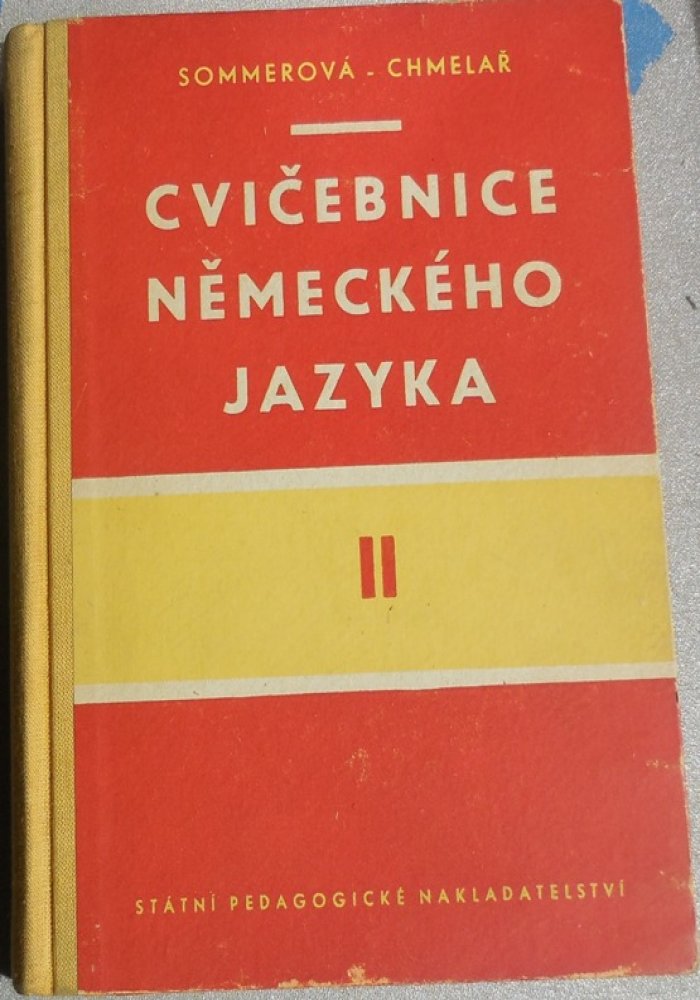 SOMMEROVÁ - CHMELAŘ
CVIČEBNICE
NĚMECKÉHO
JAZYKA
II
STÁTNÍ PEDAGOGICKÉ NAKLADATELSTVÍ